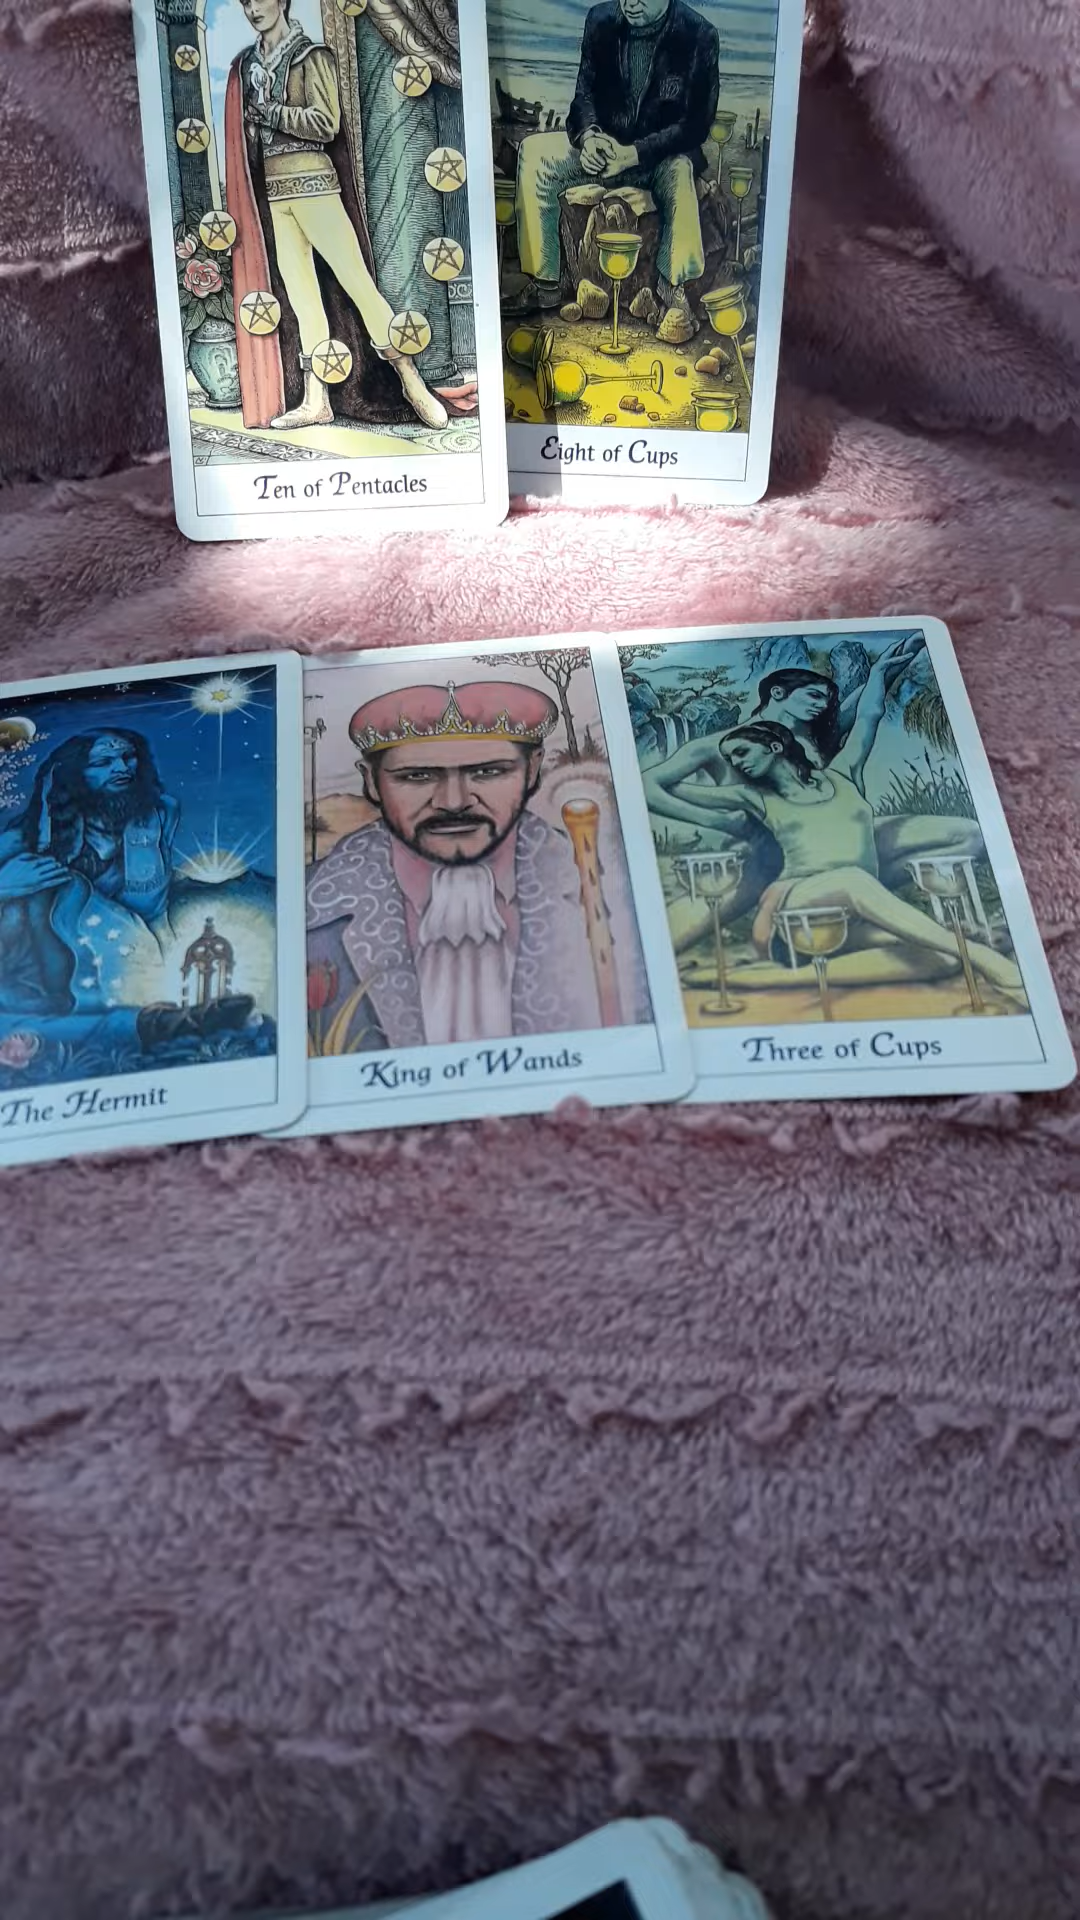 Ten of Pentacles
Eight of Cups
The Hermit
King of Wands
Three of Cups